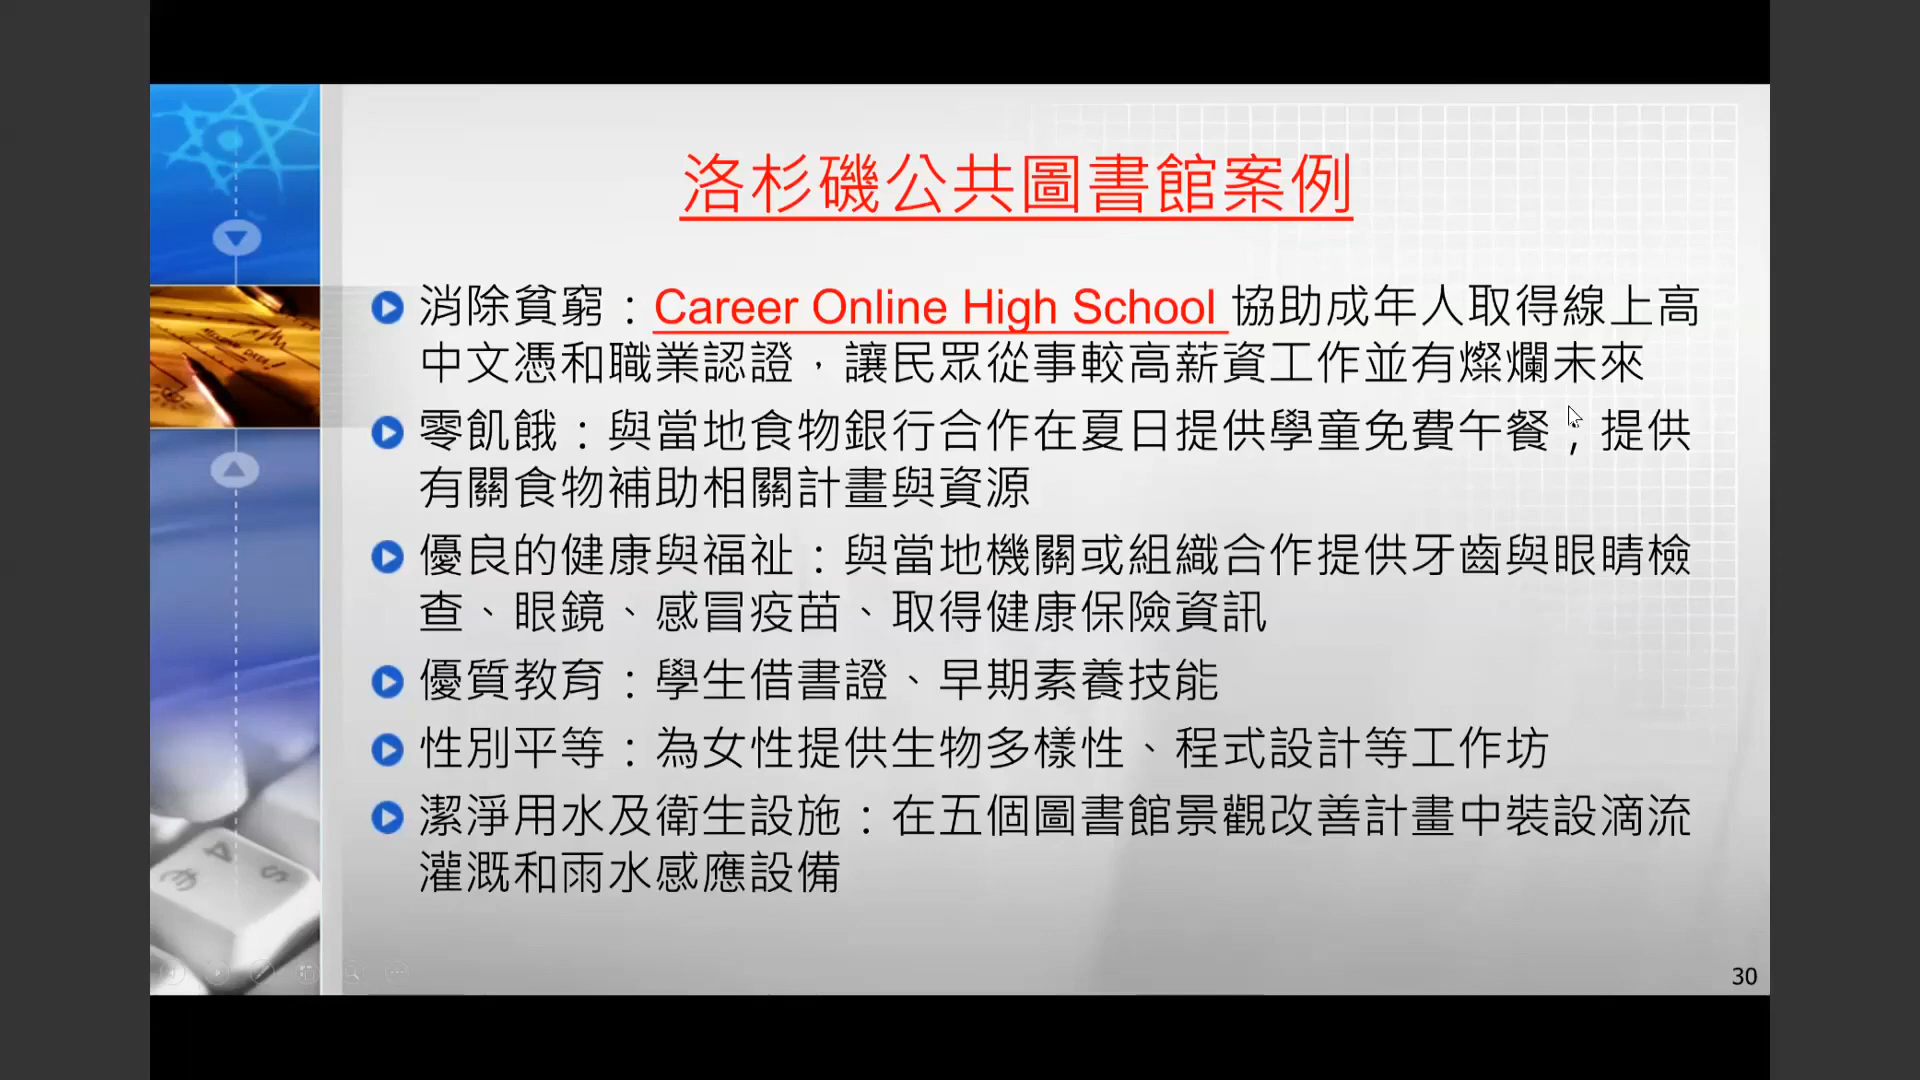 洛杉磯公共圖書館案例
消除貧窮：Career Online High School 協助成年人取得線上高
中文憑和職業認證，讓民眾從事較高薪資工作並有燦爛未來
零飢餓：與當地食物銀行合作在夏日提供學童免費午餐；提供
有關食物補助相關計畫與資源
優良的健康與福祉：與當地機關或組織合作提供牙齒與眼睛檢
查、眼鏡、感冒疫苗、取得健康保險資訊
優質教育：學生借書證、早期素養技能
性別平等：為女性提供生物多樣性、程式設計等工作坊
潔淨用水及衛生設施：在五個圖書館景觀改善計畫中裝設滴流
灌溉和雨水感應設備
30